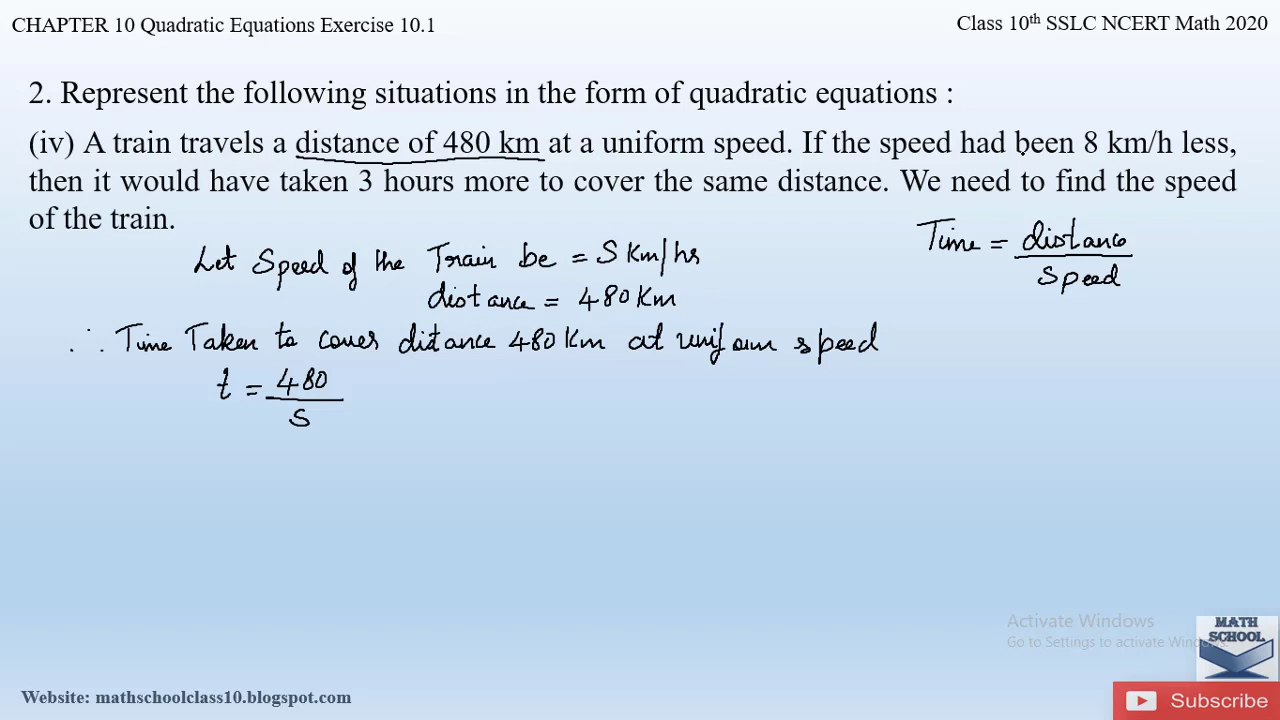 CHAPTER 10 Quadratic Equations Exercise 10.1
Class 10th SSLC NCERT Math 2020
2. Represent the following situations in the form of quadratic equations :
(iv) A train travels a distance of 480 km at a uniform speed. If the speed had been 8 km/h less,
then it would have taken 3 hours more to cover the same distance. We need to find the speed
of the train.
Time = distance / Speed
Let Speed of the Train be = S Km/hs
distance = 480 Km
∴ Time Taken to cover distance 480 Km at uniform speed
t = 480 / S
Activate Windows
Go to Settings to activate Windows.
MATH
SCHOOL
Website: mathschoolclass10.blogspot.com
Subscribe